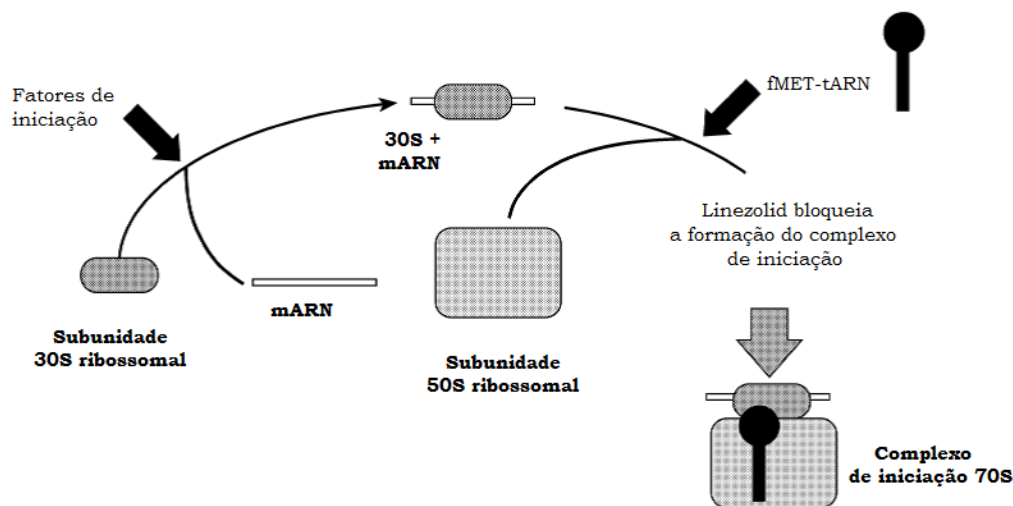 Fatores de
iniciação
fMET-tARN
30S +
mARN
Linezolid bloqueia
a formação do complexo
de iniciação
mARN
Subunidade
30S ribossomal
Subunidade
50S ribossomal
Complexo
de iniciação 70S